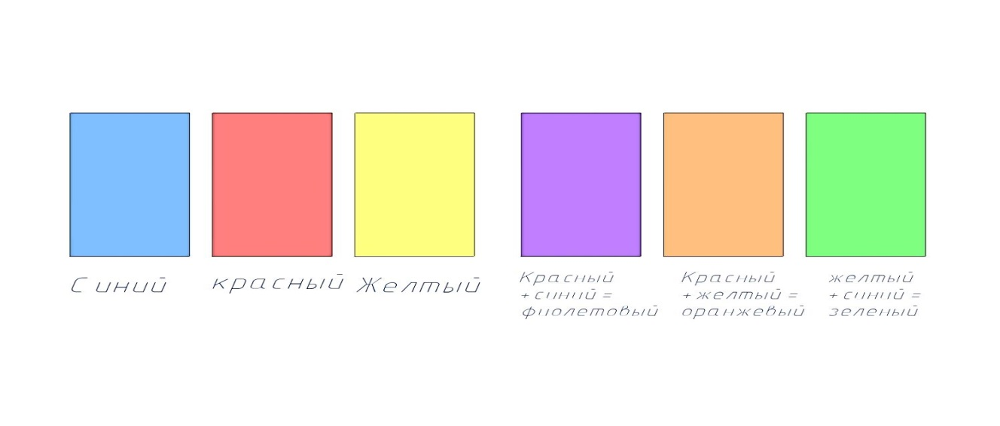 Синий
красный
Желтый
Красный
+ синий =
фиолетовый
Красный
+ желтый =
оранжевый
желтый
+ синий =
зеленый